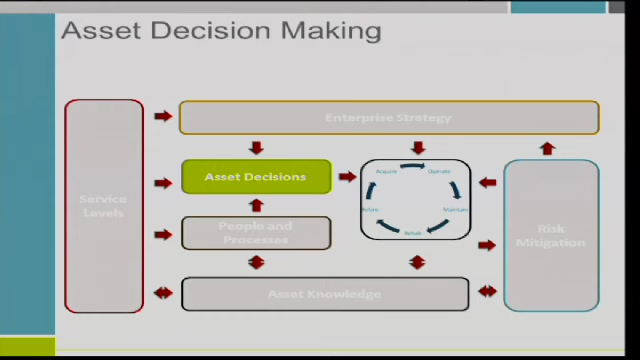 Asset Decision Making
Enterprise Strategy
Service
Levels
Asset Decisions
People and
Processes
Acquire
Operate
Maintain
Rehab
Retire
Risk
Mitigation
Asset Knowledge